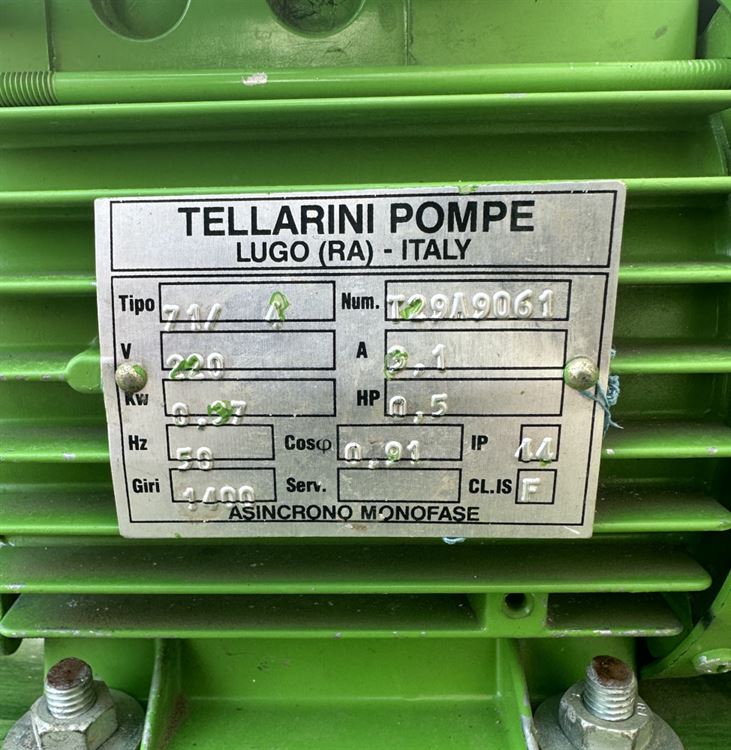 TELLARINI POMPE
LUGO (RA) - ITALY
Tipo 71/ Num. T29A9061
V 220 A 3,1
Kw 0,37 HP 0,5
Hz 50 Cosφ 0,91 IP 44
Giri 1400 Serv. CL.IS F
ASINCRONO MONOFASE